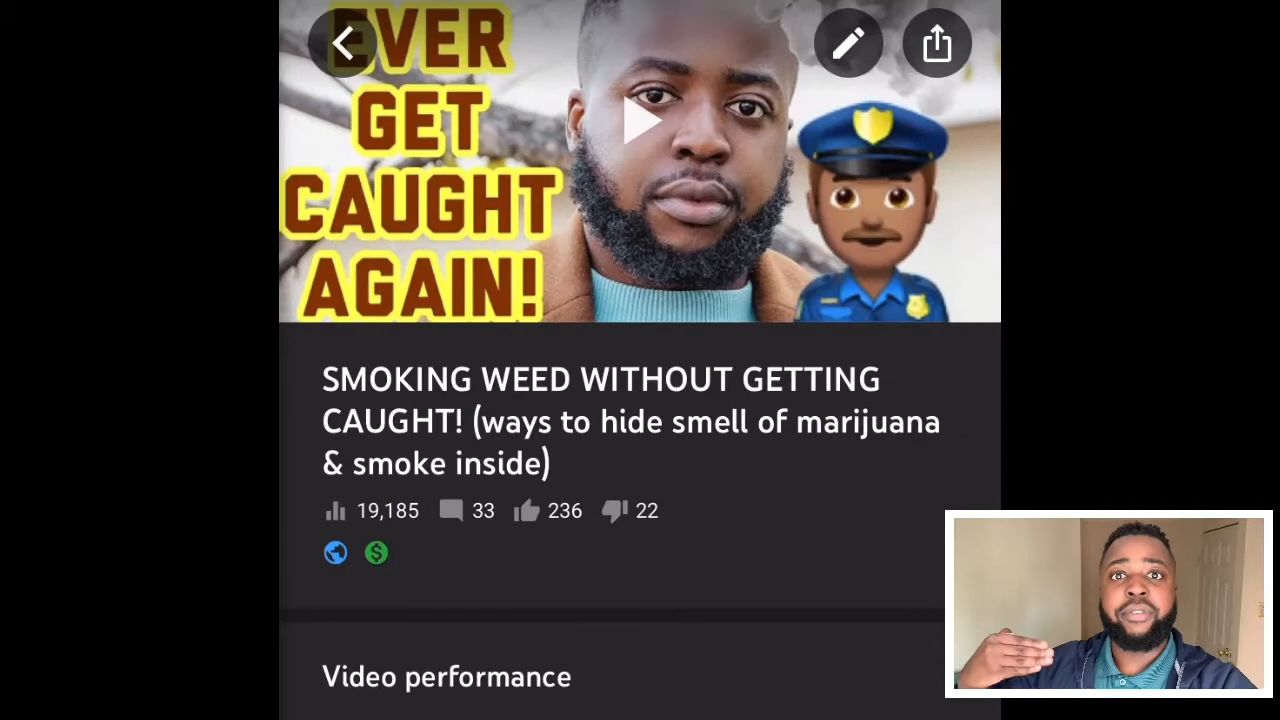 EVER
GET
CAUGHT
AGAIN!
SMOKING WEED WITHOUT GETTING
CAUGHT! (ways to hide smell of marijuana
& smoke inside)
19,185 33 236 22
Video performance